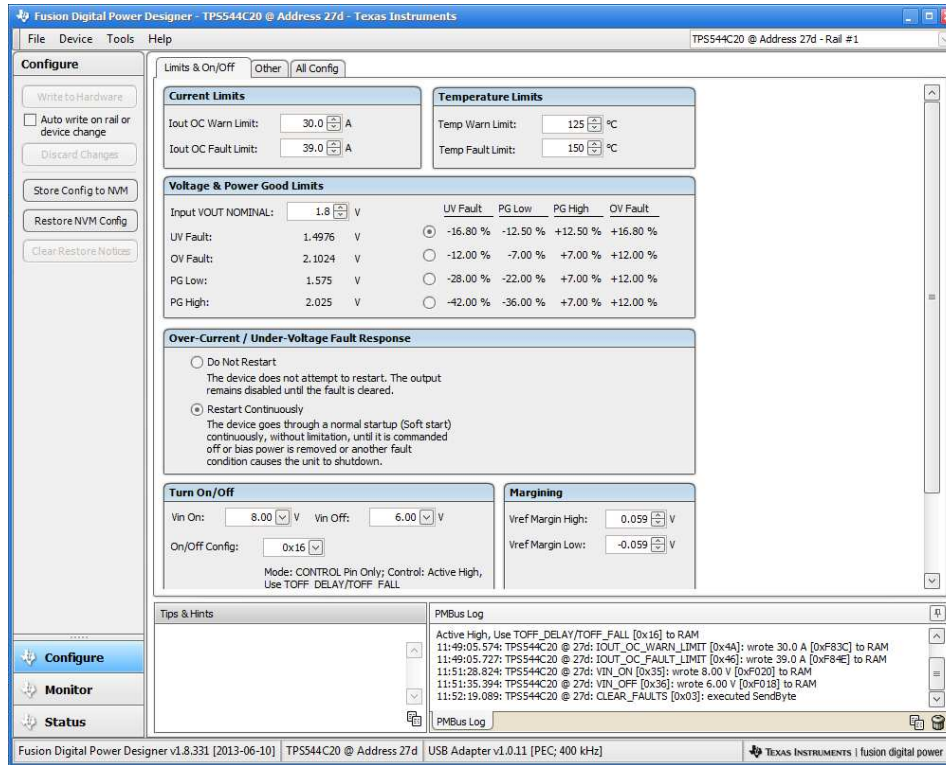 Fusion Digital Power Designer - TPS544C20 @ Address 27d - Texas Instruments
File Device Tools Help
TPS544C20 @ Address 27d - Rail #1
Configure
Write to Hardware
Auto write on rail or
device change
Discard Changes
Store Config to NVM
Restore NVM Config
Clear Restore Notices
Limits & On/Off Other All Config
Current Limits
Iout OC Warn Limit: 30.0 A
Iout OC Fault Limit: 39.0 A
Temperature Limits
Temp Warn Limit: 125 °C
Temp Fault Limit: 150 °C
Voltage & Power Good Limits
Input VOUT NOMINAL: 1.8 V
UV Fault: 1.4976 V
OV Fault: 2.1024 V
PG Low: 1.575 V
PG High: 2.025 V
UV Fault PG Low PG High OV Fault
-16.80 % -12.50 % +12.50 % +16.80 %
-12.00 % -7.00 % +7.00 % +12.00 %
-28.00 % -22.00 % +7.00 % +12.00 %
-42.00 % -36.00 % +7.00 % +12.00 %
Over-Current / Under-Voltage Fault Response
Do Not Restart
The device does not attempt to restart. The output
remains disabled until the fault is cleared.
Restart Continuously
The device goes through a normal startup (Soft start)
continuously, without limitation, until it is commanded
off or bias power is removed or another fault
condition causes the unit to shutdown.
Turn On/Off
Vin On: 8.00 V Vin Off: 6.00 V
On/Off Config: 0x16
Mode: CONTROL Pin Only; Control: Active High,
Use TOFF_DELAY/TOFF_FALL
Margining
Vref Margin High: 0.059 V
Vref Margin Low: -0.059 V
Tips & Hints
PMBus Log
Active High, Use TOFF_DELAY/TOFF_FALL [0x16] to RAM
11:49:05.574: TPS544C20 @ 27d: IOUT_OC_WARN_LIMIT [0x4A]: wrote 30.0 A [0xF83C] to RAM
11:49:05.727: TPS544C20 @ 27d: IOUT_OC_FAULT_LIMIT [0x46]: wrote 39.0 A [0xF84E] to RAM
11:51:28.824: TPS544C20 @ 27d: VIN_ON [0x35]: wrote 8.00 V [0xF020] to RAM
11:51:35.394: TPS544C20 @ 27d: VIN_OFF [0x36]: wrote 6.00 V [0xF018] to RAM
11:52:19.089: TPS544C20 @ 27d: CLEAR_FAULTS [0x03]: executed SendByte
PMBus Log
Configure
Monitor
Status
Fusion Digital Power Designer v1.8.331 [2013-06-10] TPS544C20 @ Address 27d USB Adapter v1.0.11 [PEC; 400 kHz] TEXAS INSTRUMENTS | fusion digital power